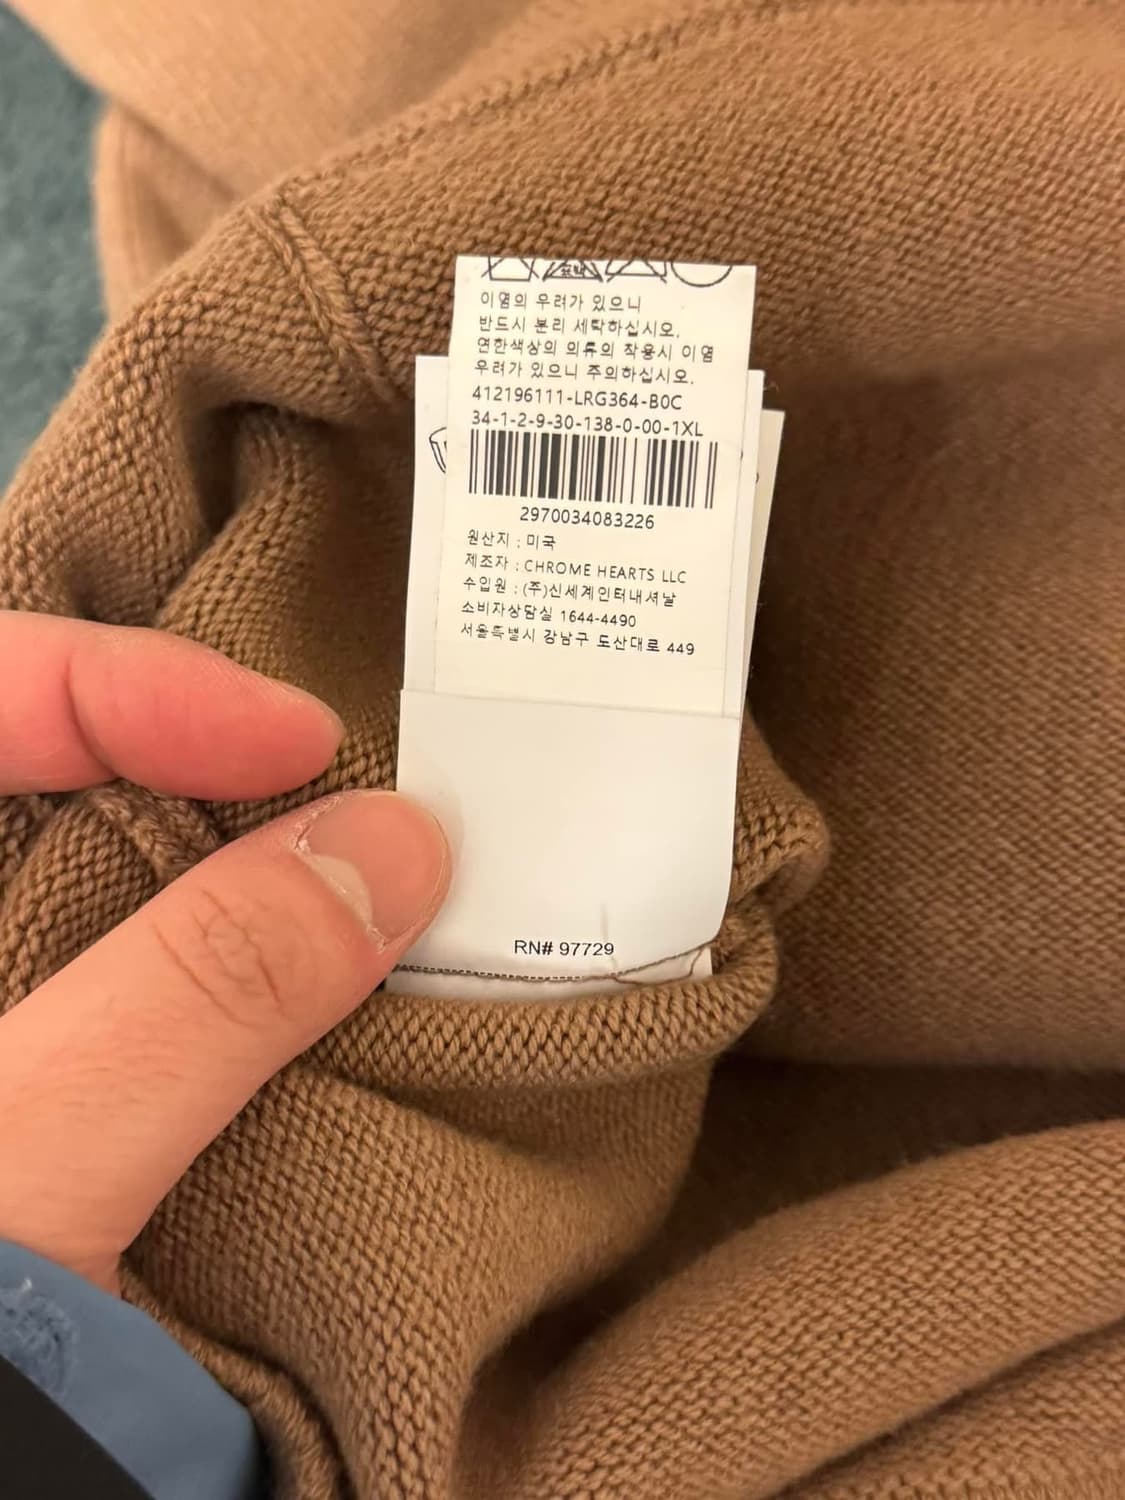 표백
이염의 우려가 있으니
반드시 분리 세탁하십시오.
연한색상의 의류의 착용시 이염
우려가 있으니 주의하십시오.
412196111-LRG364-B0C
34-1-2-9-30-138-0-00-1XL
2970034083226
원산지 : 미국
제조자 : CHROME HEARTS LLC
수입원 : (주)신세계인터내셔날
소비자상담실 1644-4490
서울특별시 강남구 도산대로 449
RN# 97729